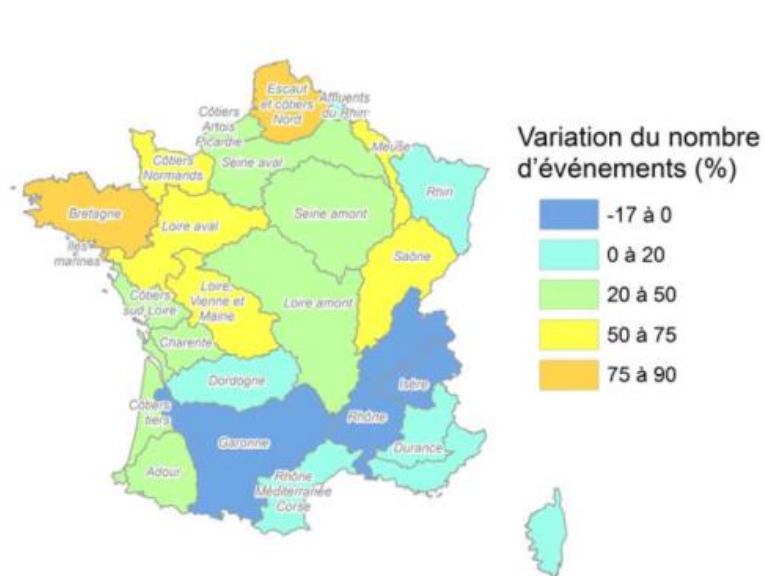 Escaut
et côtiers
Nord
Affluents
du Rhin
Côtiers
Artois
Picardie
Meuse
Seine aval
Côtiers
Normands
Rhin
Seine amont
Bretagne
Loire aval
Iles
marines
Saône
Loire,
Vienne et
Maine
Côtiers
sud Loire
Loire amont
Charente
Dordogne
Isère
Côtiers
tiers
Rhône
Garonne
Durance
Adour
Rhône
Méditerranée
Corse
Variation du nombre
d'événements (%)
-17 à 0
0 à 20
20 à 50
50 à 75
75 à 90